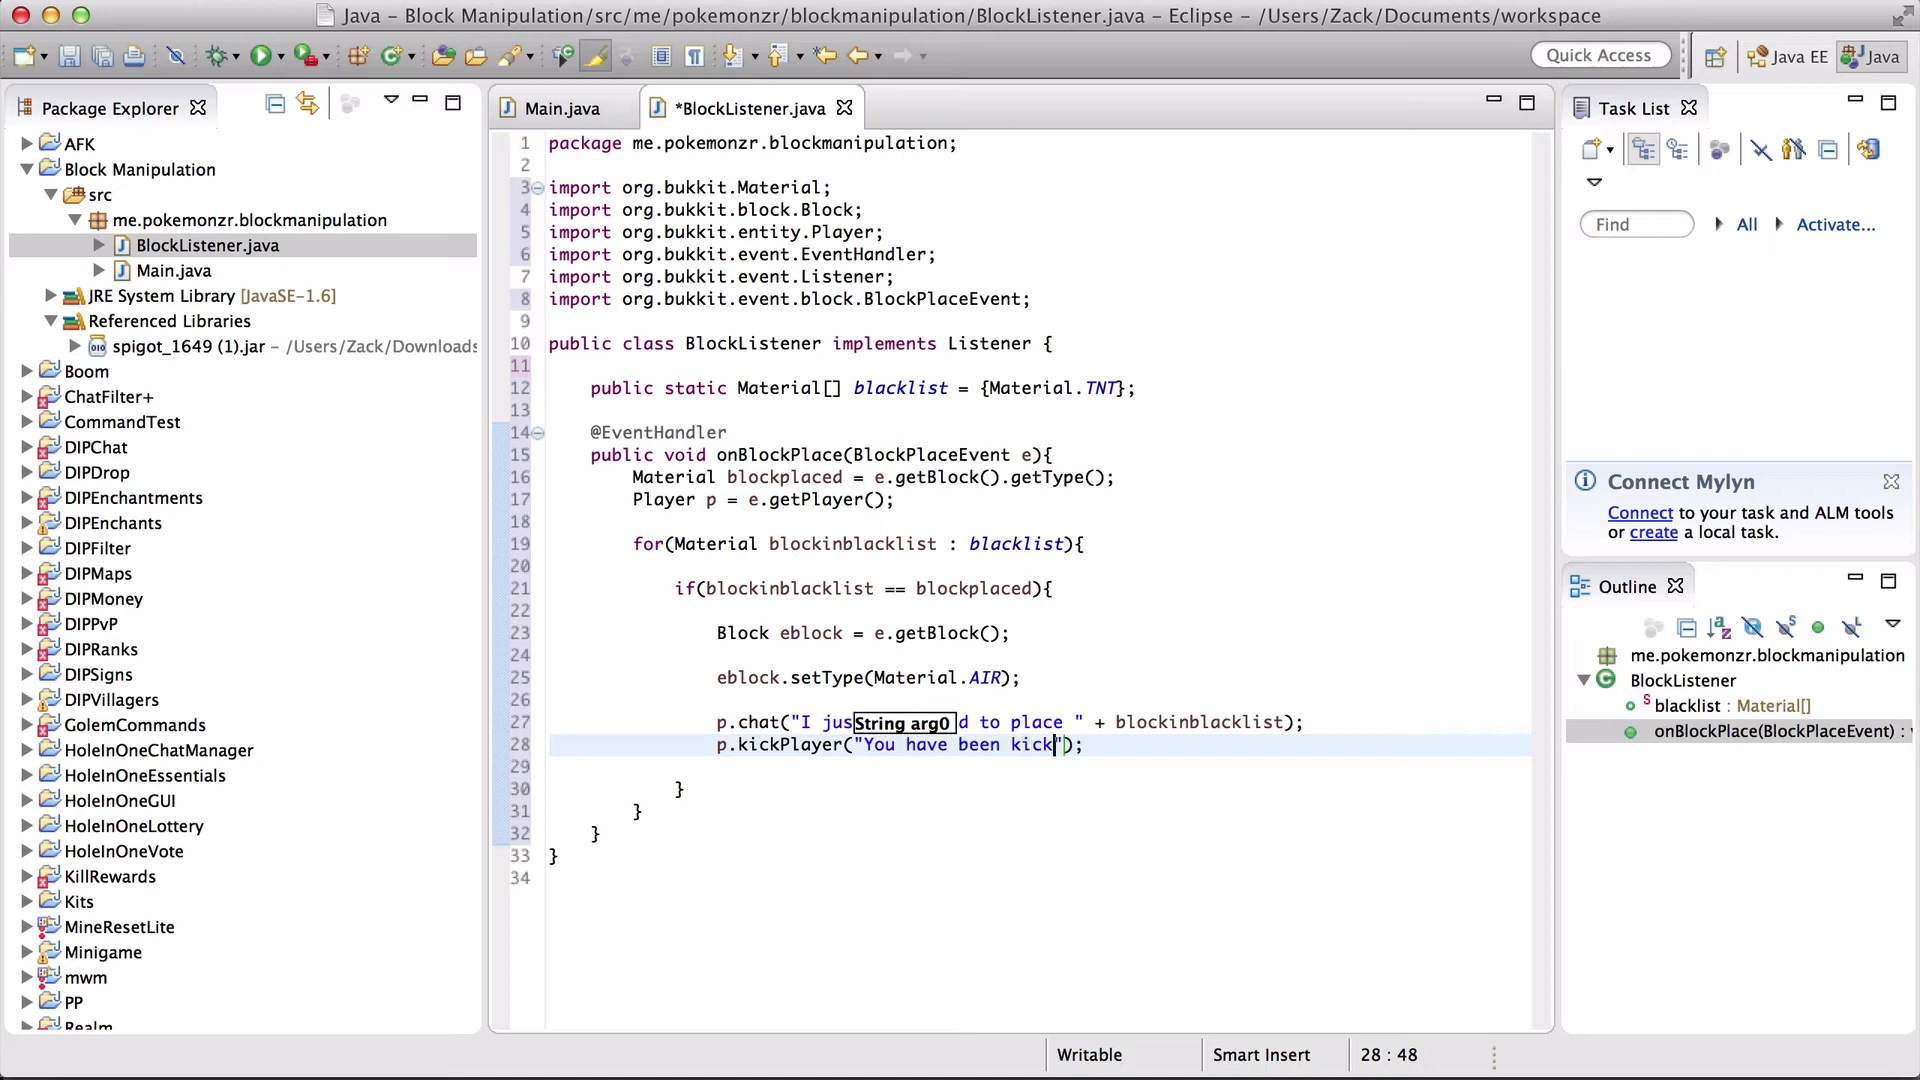 Java – Block Manipulation/src/me/pokemonzr/blockmanipulation/BlockListener.java – Eclipse – /Users/Zack/Documents/workspace
Quick Access
Java EE
Java
Package Explorer
AFK
Block Manipulation
src
me.pokemonzr.blockmanipulation
BlockListener.java
Main.java
JRE System Library [JavaSE-1.6]
Referenced Libraries
spigot_1649 (1).jar – /Users/Zack/Downloads
Boom
ChatFilter+
CommandTest
DIPChat
DIPDrop
DIPEnchantments
DIPEnchants
DIPFilter
DIPMaps
DIPMoney
DIPPvP
DIPRanks
DIPSigns
DIPVillagers
GolemCommands
HoleInOneChatManager
HoleInOneEssentials
HoleInOneGUI
HoleInOneLottery
HoleInOneVote
KillRewards
Kits
MineResetLite
Minigame
mwm
PP
Realm
Main.java
*BlockListener.java
1 package me.pokemonzr.blockmanipulation;
2
3 import org.bukkit.Material;
4 import org.bukkit.block.Block;
5 import org.bukkit.entity.Player;
6 import org.bukkit.event.EventHandler;
7 import org.bukkit.event.Listener;
8 import org.bukkit.event.block.BlockPlaceEvent;
9
10 public class BlockListener implements Listener {
11
12 public static Material[] blacklist = {Material.TNT};
13
14 @EventHandler
15 public void onBlockPlace(BlockPlaceEvent e){
16 Material blockplaced = e.getBlock().getType();
17 Player p = e.getPlayer();
18
19 for(Material blockinblacklist : blacklist){
20
21 if(blockinblacklist == blockplaced){
22
23 Block eblock = e.getBlock();
24
25 eblock.setType(Material.AIR);
26
27 p.chat("I jus String arg0 d to place " + blockinblacklist);
28 p.kickPlayer("You have been kick");
29
30 }
31 }
32 }
33 }
34
Task List
Find
All
Activate...
Connect Mylyn
Connect to your task and ALM tools
or create a local task.
Outline
me.pokemonzr.blockmanipulation
BlockListener
S blacklist : Material[]
onBlockPlace(BlockPlaceEvent) :
Writable
Smart Insert
28 : 48